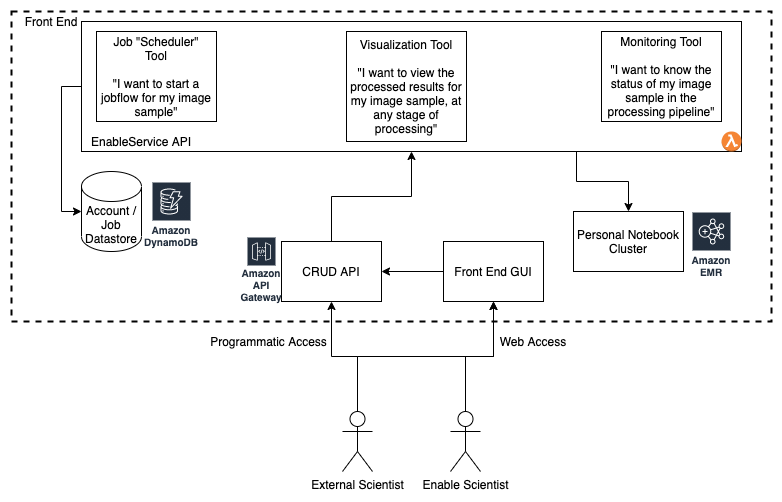 Front End
Job "Scheduler"
Tool
"I want to start a
jobflow for my image
sample"
Visualization Tool
"I want to view the
processed results for
my image sample, at
any stage of
processing"
Monitoring Tool
"I want to know the
status of my image
sample in the
processing pipeline"
EnableService API
λ
Account /
Job
Datastore
Amazon
DynamoDB
Amazon
API
Gateway
CRUD API
Front End GUI
Personal Notebook
Cluster
Amazon
EMR
Programmatic Access
Web Access
External Scientist
Enable Scientist